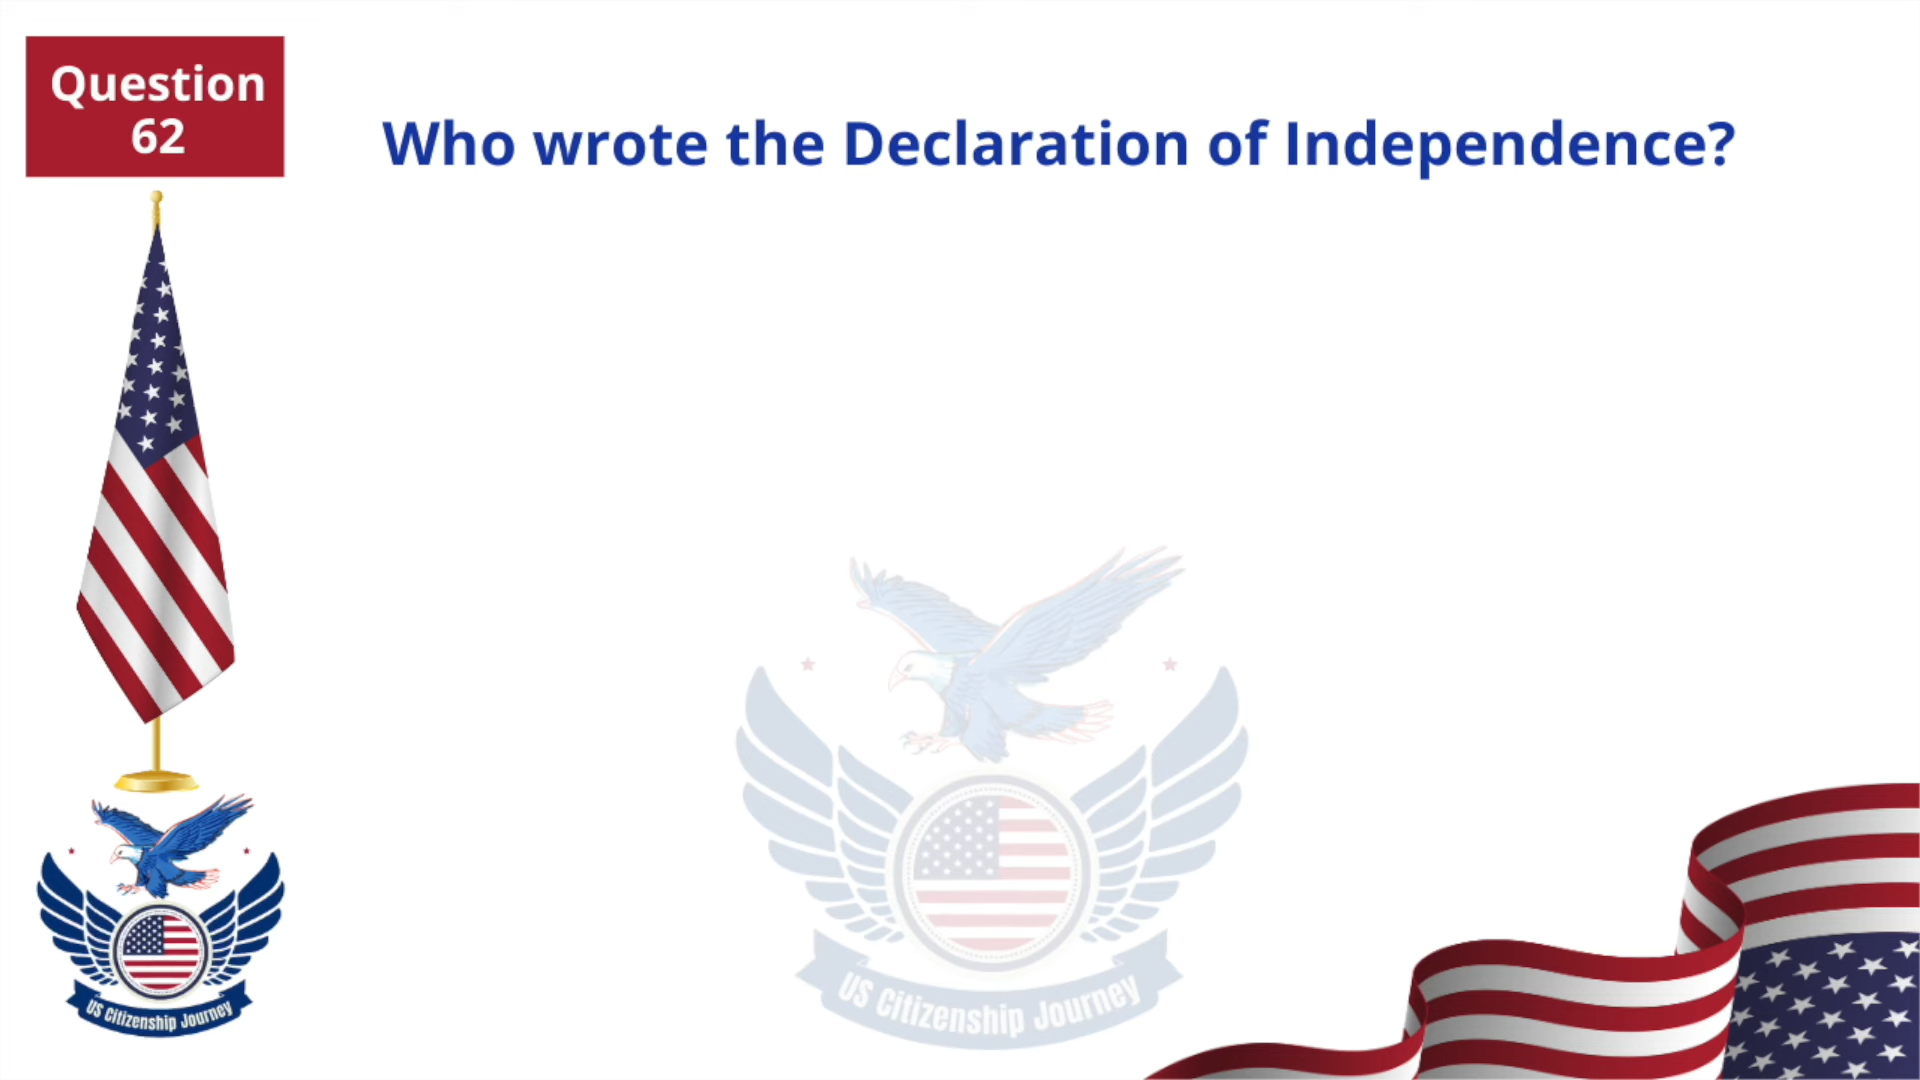 Question
62
Who wrote the Declaration of Independence?
US Citizenship Journey
US Citizenship Journey